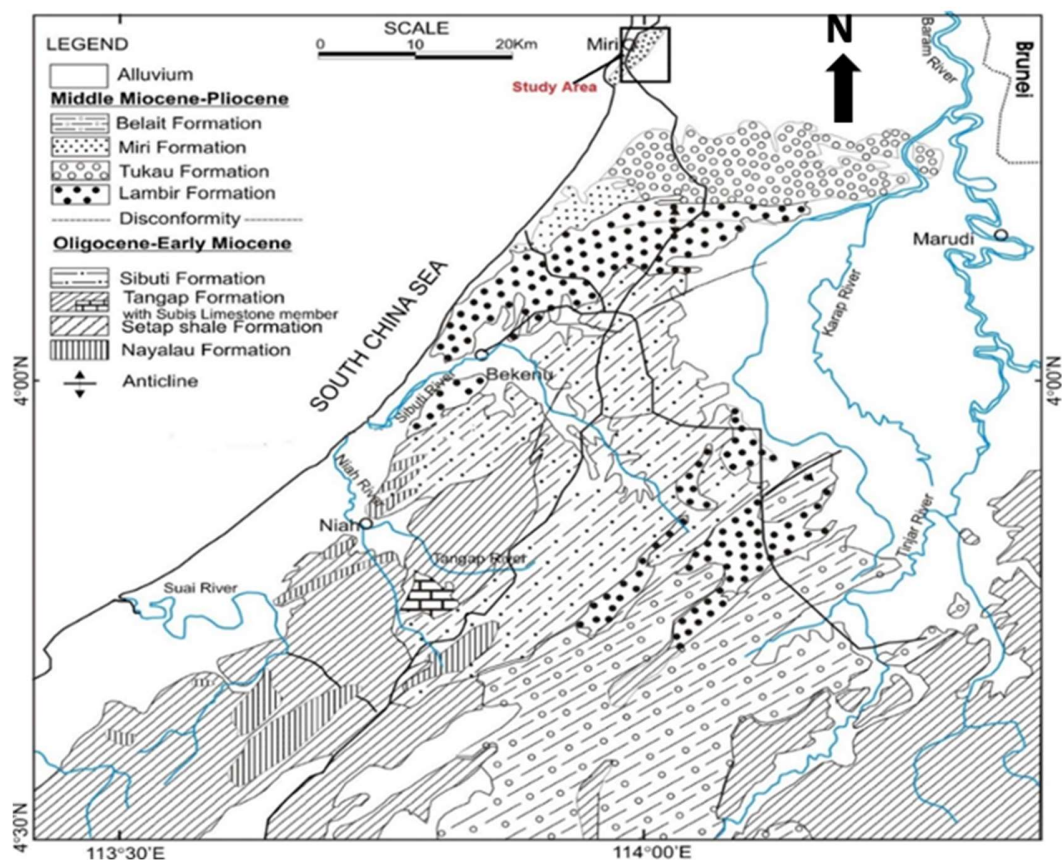 LEGEND
Alluvium
Middle Miocene-Pliocene
Belait Formation
Miri Formation
Tukau Formation
Lambir Formation
Disconformity
Oligocene-Early Miocene
Sibuti Formation
Tangap Formation
with Subis Limestone member
Setap shale Formation
Nayalau Formation
Anticline
SCALE
0 10 20Km
Miri
Study Area
N
Baram River
Brunei
Marudi
Karap River
SOUTH CHINA SEA
Bekenu
Sibuti River
Niah River
Niah
Tangap River
Tinjar River
Suai River
4°00'N
4°00'N
4°30'N
113°30'E
114°00'E